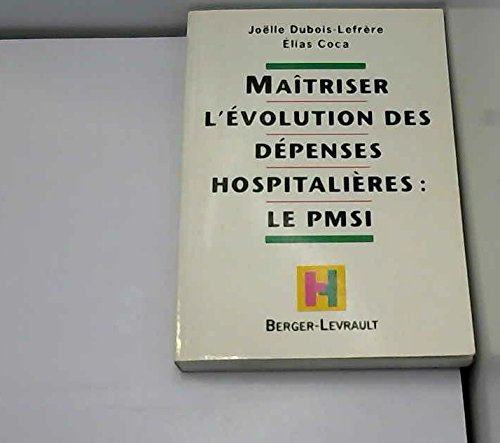 Joëlle Dubois-Lefrère
Élias Coca
MAÎTRISER
L'ÉVOLUTION DES
DÉPENSES
HOSPITALIÈRES :
LE PMSI
H
BERGER-LEVRAULT